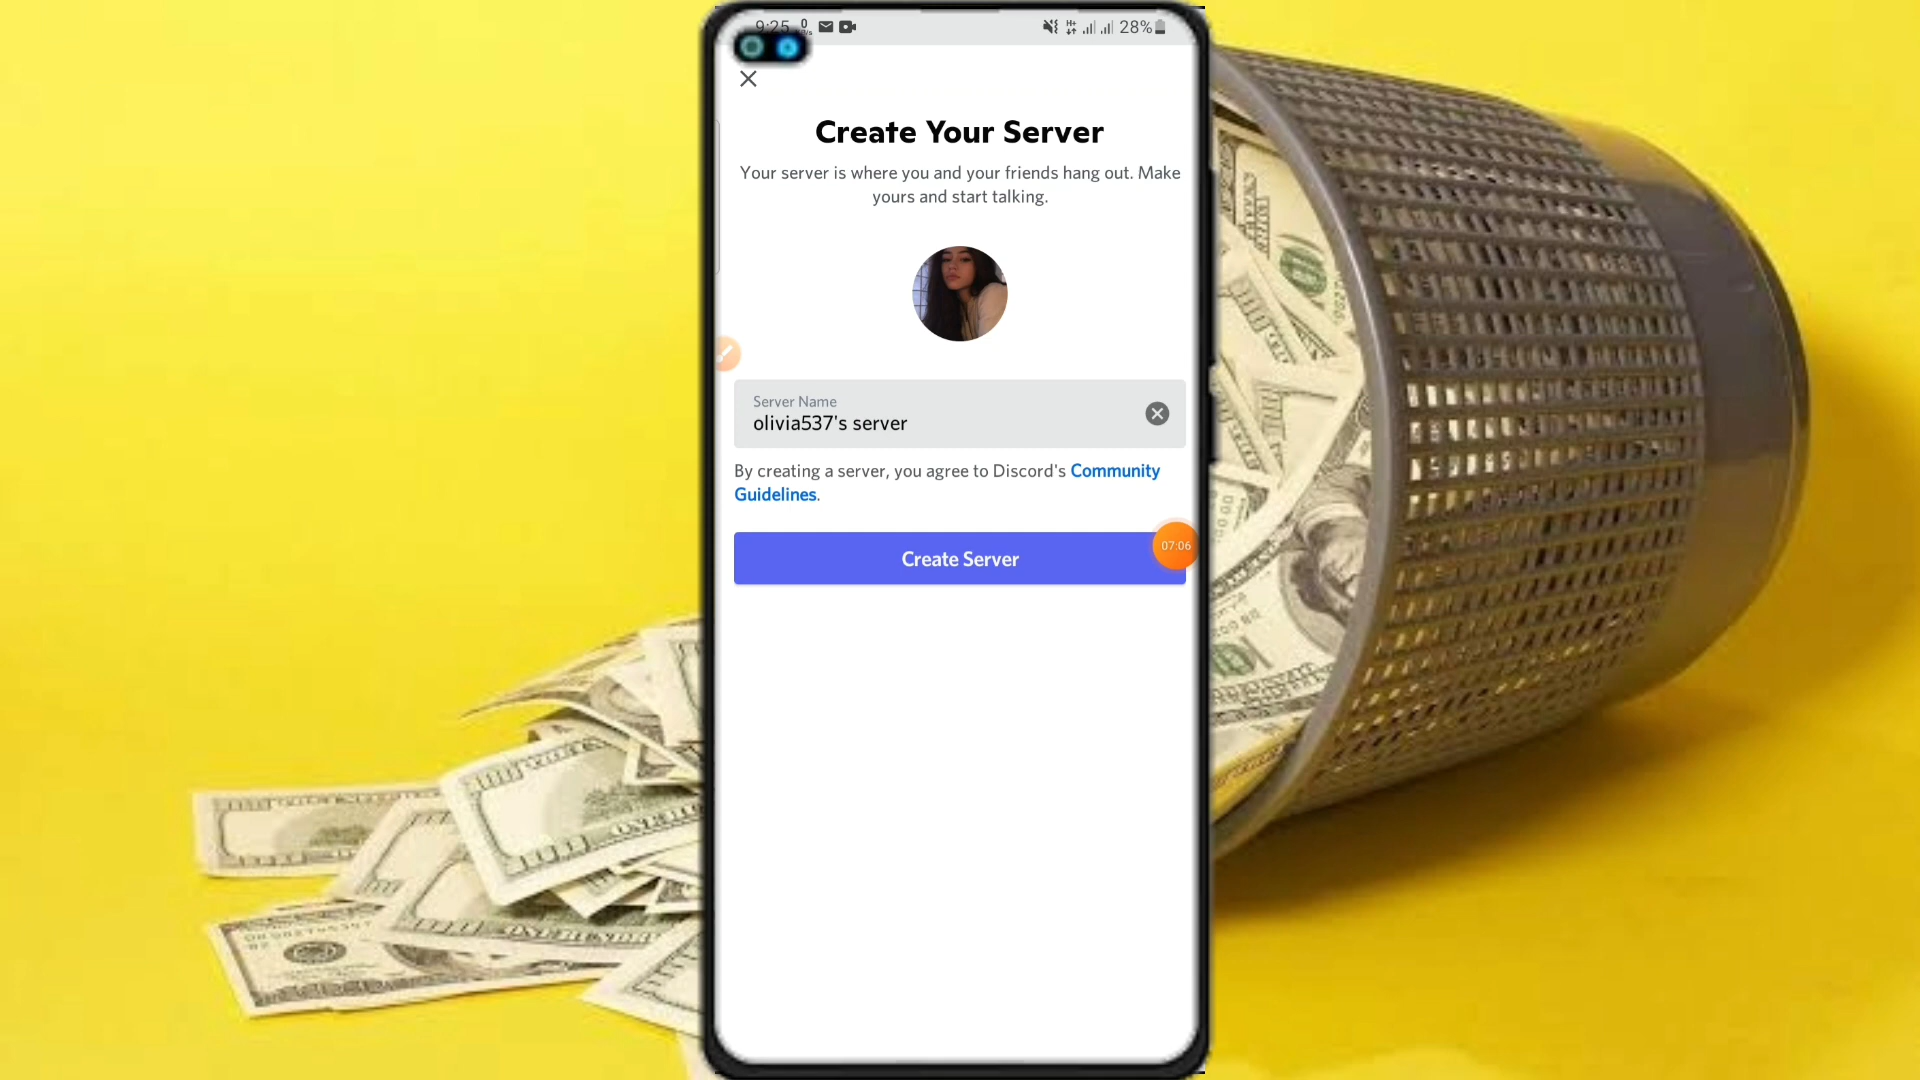 9:25
28%
Create Your Server
Your server is where you and your friends hang out. Make
yours and start talking.
Server Name
olivia537's server
By creating a server, you agree to Discord's Community
Guidelines.
07:06
Create Server